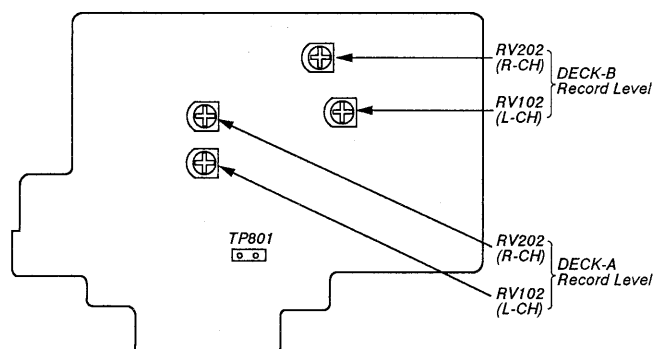 RV202
(R-CH)
DECK-B
Record Level
RV102
(L-CH)
TP801
RV202
(R-CH)
DECK-A
Record Level
RV102
(L-CH)